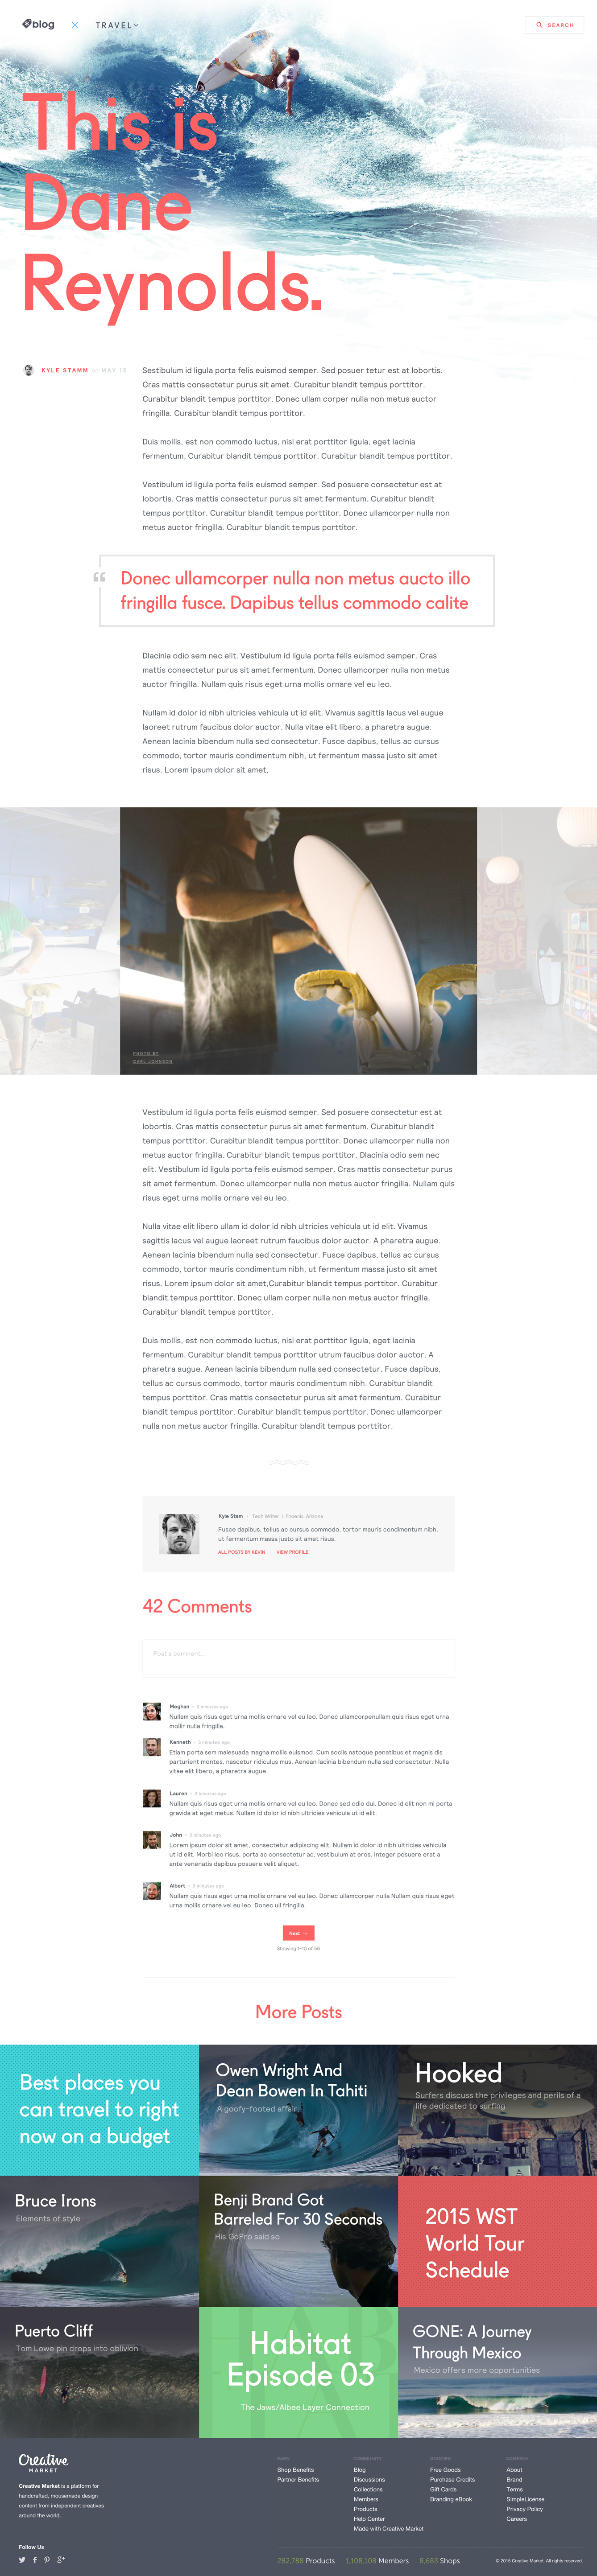 blog
TRAVEL
SEARCH
This is
Dane
Reynolds.
KYLE STAMM on MAY 18
Sestibulum id ligula porta felis euismod semper. Sed posuer tetur est at lobortis.
Cras mattis consectetur purus sit amet. Curabitur blandit tempus porttitor.
Curabitur blandit tempus porttitor. Donec ullam corper nulla non metus auctor
fringilla. Curabitur blandit tempus porttitor.
Duis mollis, est non commodo luctus, nisi erat porttitor ligula, eget lacinia
fermentum. Curabitur blandit tempus porttitor. Curabitur blandit tempus porttitor.
Vestibulum id ligula porta felis euismod semper. Sed posuere consectetur est at
lobortis. Cras mattis consectetur purus sit amet fermentum. Curabitur blandit
tempus porttitor. Curabitur blandit tempus porttitor. Donec ullamcorper nulla non
metus auctor fringilla. Curabitur blandit tempus porttitor.
“
Donec ullamcorper nulla non metus aucto illo
fringilla fusce. Dapibus tellus commodo calite
Dlacinia odio sem nec elit. Vestibulum id ligula porta felis euismod semper. Cras
mattis consectetur purus sit amet fermentum. Donec ullamcorper nulla non metus
auctor fringilla. Nullam quis risus eget urna mollis ornare vel eu leo.
Nullam id dolor id nibh ultricies vehicula ut id elit. Vivamus sagittis lacus vel augue
laoreet rutrum faucibus dolor auctor. Nulla vitae elit libero, a pharetra augue.
Aenean lacinia bibendum nulla sed consectetur. Fusce dapibus, tellus ac cursus
commodo, tortor mauris condimentum nibh, ut fermentum massa justo sit amet
risus. Lorem ipsum dolor sit amet,
PHOTO BY
CARL JOHNSON
Vestibulum id ligula porta felis euismod semper. Sed posuere consectetur est at
lobortis. Cras mattis consectetur purus sit amet fermentum. Curabitur blandit
tempus porttitor. Curabitur blandit tempus porttitor. Donec ullamcorper nulla non
metus auctor fringilla. Curabitur blandit tempus porttitor. Dlacinia odio sem nec
elit. Vestibulum id ligula porta felis euismod semper. Cras mattis consectetur purus
sit amet fermentum. Donec ullamcorper nulla non metus auctor fringilla. Nullam quis
risus eget urna mollis ornare vel eu leo.
Nulla vitae elit libero ullam id dolor id nibh ultricies vehicula ut id elit. Vivamus
sagittis lacus vel augue laoreet rutrum faucibus dolor auctor. A pharetra augue.
Aenean lacinia bibendum nulla sed consectetur. Fusce dapibus, tellus ac cursus
commodo, tortor mauris condimentum nibh, ut fermentum massa justo sit amet
risus. Lorem ipsum dolor sit amet,Curabitur blandit tempus porttitor. Curabitur
blandit tempus porttitor. Donec ullam corper nulla non metus auctor fringilla.
Curabitur blandit tempus porttitor.
Duis mollis, est non commodo luctus, nisi erat porttitor ligula, eget lacinia
fermentum. Curabitur blandit tempus porttitor utrum faucibus dolor auctor. A
pharetra augue. Aenean lacinia bibendum nulla sed consectetur. Fusce dapibus,
tellus ac cursus commodo, tortor mauris condimentum nibh. Curabitur blandit
tempus porttitor. Cras mattis consectetur purus sit amet fermentum. Curabitur
blandit tempus porttitor. Curabitur blandit tempus porttitor. Donec ullamcorper
nulla non metus auctor fringilla. Curabitur blandit tempus porttitor.
Kyle Stam • Tech Writer | Phoenix, Arizona
Fusce dapibus, tellus ac cursus commodo, tortor mauris condimentum nibh,
ut fermentum massa justo sit amet risus.
ALL POSTS BY KEVIN VIEW PROFILE
42 Comments
Post a comment...
Meghan • 3 minutes ago
Nullam quis risus eget urna mollis ornare vel eu leo. Donec ullamcorpenullam quis risus eget urna
mollir nulla fringilla.
Kenneth • 3 minutes ago
Etiam porta sem malesuada magna mollis euismod. Cum sociis natoque penatibus et magnis dis
parturient montes, nascetur ridiculus mus. Aenean lacinia bibendum nulla sed consectetur. Nulla
vitae elit libero, a pharetra augue.
Lauren • 3 minutes ago
Nullam quis risus eget urna mollis ornare vel eu leo. Donec sed odio dui. Donec id elit non mi porta
gravida at eget metus. Nullam id dolor id nibh ultricies vehicula ut id elit.
John • 3 minutes ago
Lorem ipsum dolor sit amet, consectetur adipiscing elit. Nullam id dolor id nibh ultricies vehicula
ut id elit. Morbi leo risus, porta ac consectetur ac, vestibulum at eros. Integer posuere erat a
ante venenatis dapibus posuere velit aliquet.
Albert • 3 minutes ago
Nullam quis risus eget urna mollis ornare vel eu leo. Donec ullamcorper nulla Nullam quis risus eget
urna mollis ornare vel eu leo. Donec ull fringilla.
Next →
Showing 1-10 of 56
More Posts
Best places you
can travel to right
now on a budget
Owen Wright And
Dean Bowen In Tahiti
A goofy-footed affair
Hooked
Surfers discuss the privileges and perils of a
life dedicated to surfing
Bruce Irons
Elements of style
Benji Brand Got
Barreled For 30 Seconds
His GoPro said so
2015 WST
World Tour
Schedule
Puerto Cliff
Tom Lowe pin drops into oblivion
Habitat
Episode 03
The Jaws/Albee Layer Connection
GONE: A Journey
Through Mexico
Mexico offers more opportunities
Creative
MARKET
Creative Market is a platform for
handcrafted, mousemade design
content from independent creatives
around the world.
COMMUNITY
GOODIES
COMPANY
Shop Benefits
Partner Benefits
Blog
Discussions
Collections
Members
Products
Help Center
Made with Creative Market
Free Goods
Purchase Credits
Gift Cards
Branding eBook
About
Brand
Terms
SimpleLicense
Privacy Policy
Careers
Follow Us
282,788 Products 1,108,108 Members 8,683 Shops
© 2015 Creative Market. All rights reserved.